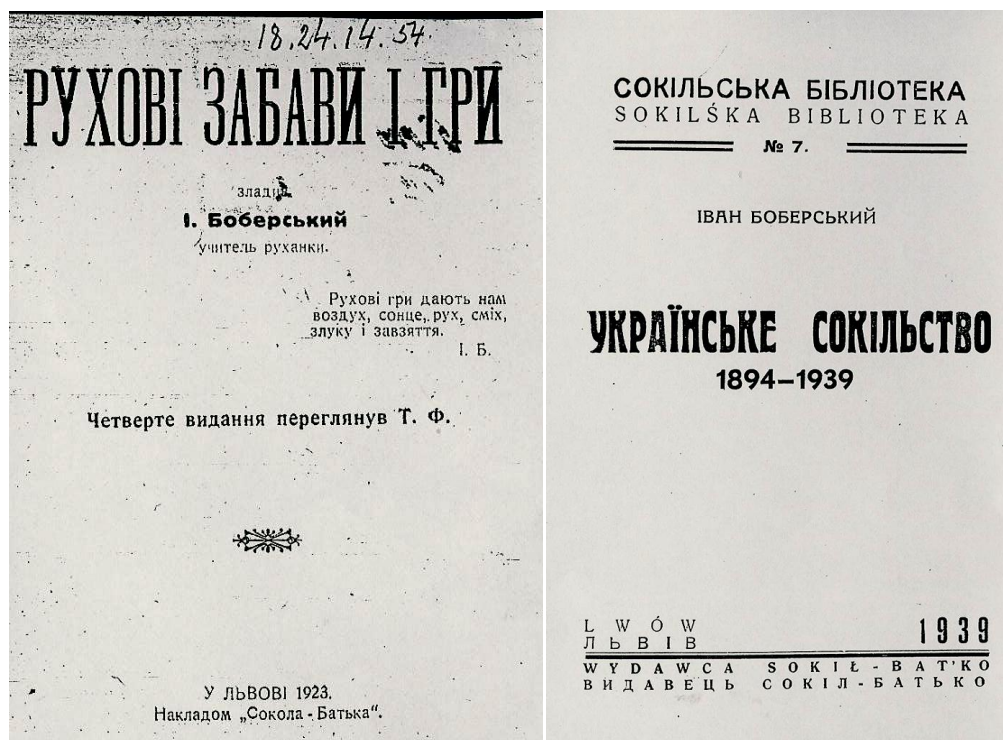 18.24.14.54.
РУХОВІ ЗАБАВИ І ГРИ
зладив
І. Боберський
учитель руханки.
Рухові гри дають нам
воздух, сонце, рух, сміх,
злуку і завзяття.
І. Б.
Четверте видання переглянув Т. Ф.
У ЛЬВОВІ 1923.
Накладом „Сокола-Батька“.
СОКІЛЬСЬКА БІБЛІОТЕКА
SOKILŚKA BIBLIOTEKA
№ 7.
ІВАН БОБЕРСЬКИЙ
УКРАЇНСЬКЕ СОКІЛЬСТВО
1894—1939
LWÓW
ЛЬВІВ
1939
WYDAWCA SOKIŁ-BAT'KO
ВИДАВЕЦЬ СОКІЛ-БАТЬКО